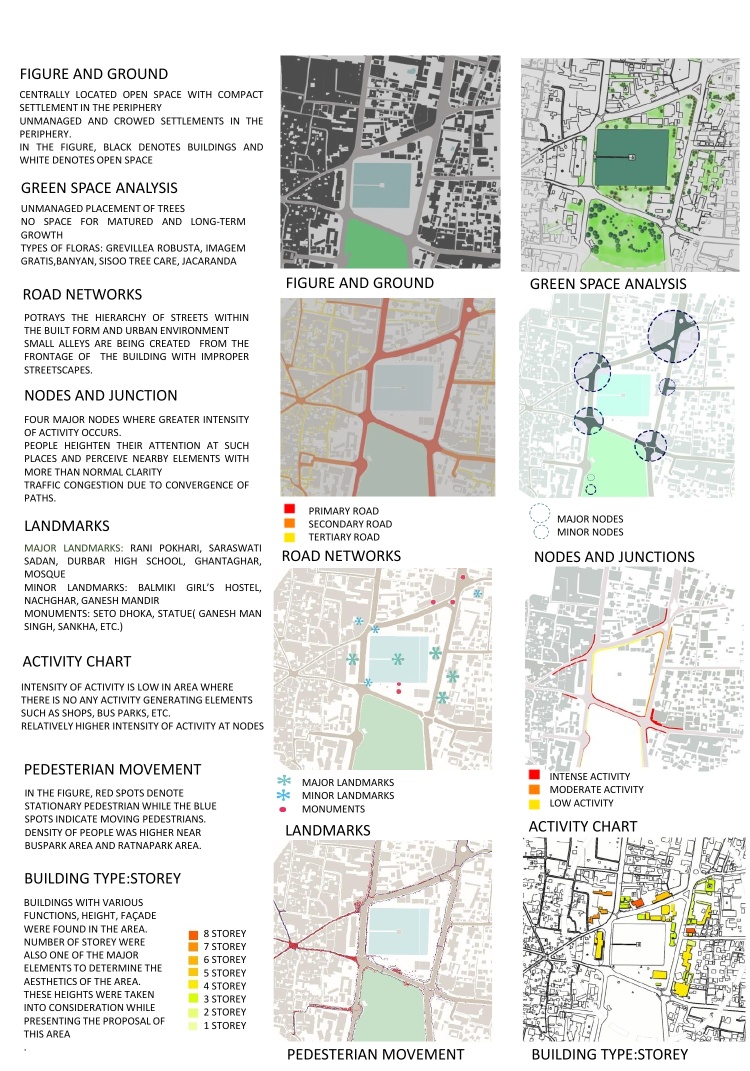 FIGURE AND GROUND
CENTRALLY LOCATED OPEN SPACE WITH COMPACT
SETTLEMENT IN THE PERIPHERY
UNMANAGED AND CROWED SETTLEMENTS IN THE
PERIPHERY.
IN THE FIGURE, BLACK DENOTES BUILDINGS AND
WHITE DENOTES OPEN SPACE
GREEN SPACE ANALYSIS
UNMANAGED PLACEMENT OF TREES
NO SPACE FOR MATURED AND LONG-TERM
GROWTH
TYPES OF FLORAS: GREVILLEA ROBUSTA, IMAGEM
GRATIS,BANYAN, SISOO TREE CARE, JACARANDA
ROAD NETWORKS
POTRAYS THE HIERARCHY OF STREETS WITHIN
THE BUILT FORM AND URBAN ENVIRONMENT
SMALL ALLEYS ARE BEING CREATED FROM THE
FRONTAGE OF THE BUILDING WITH IMPROPER
STREETSCAPES.
NODES AND JUNCTION
FOUR MAJOR NODES WHERE GREATER INTENSITY
OF ACTIVITY OCCURS.
PEOPLE HEIGHTEN THEIR ATTENTION AT SUCH
PLACES AND PERCEIVE NEARBY ELEMENTS WITH
MORE THAN NORMAL CLARITY
TRAFFIC CONGESTION DUE TO CONVERGENCE OF
PATHS.
LANDMARKS
MAJOR LANDMARKS: RANI POKHARI, SARASWATI
SADAN, DURBAR HIGH SCHOOL, GHANTAGHAR,
MOSQUE
MINOR LANDMARKS: BALMIKI GIRL'S HOSTEL,
NACHGHAR, GANESH MANDIR
MONUMENTS: SETO DHOKA, STATUE( GANESH MAN
SINGH, SANKHA, ETC.)
ACTIVITY CHART
INTENSITY OF ACTIVITY IS LOW IN AREA WHERE
THERE IS NO ANY ACTIVITY GENERATING ELEMENTS
SUCH AS SHOPS, BUS PARKS, ETC.
RELATIVELY HIGHER INTENSITY OF ACTIVITY AT NODES
PEDESTERIAN MOVEMENT
IN THE FIGURE, RED SPOTS DENOTE
STATIONARY PEDESTRIAN WHILE THE BLUE
SPOTS INDICATE MOVING PEDESTRIANS.
DENSITY OF PEOPLE WAS HIGHER NEAR
BUSPARK AREA AND RATNAPARK AREA.
BUILDING TYPE:STOREY
BUILDINGS WITH VARIOUS
FUNCTIONS, HEIGHT, FAÇADE
WERE FOUND IN THE AREA.
NUMBER OF STOREY WERE
ALSO ONE OF THE MAJOR
ELEMENTS TO DETERMINE THE
AESTHETICS OF THE AREA.
THESE HEIGHTS WERE TAKEN
INTO CONSIDERATION WHILE
PRESENTING THE PROPOSAL OF
THIS AREA
.
8 STOREY
7 STOREY
6 STOREY
5 STOREY
4 STOREY
3 STOREY
2 STOREY
1 STOREY
FIGURE AND GROUND
GREEN SPACE ANALYSIS
PRIMARY ROAD
SECONDARY ROAD
TERTIARY ROAD
ROAD NETWORKS
MAJOR NODES
MINOR NODES
NODES AND JUNCTIONS
MAJOR LANDMARKS
MINOR LANDMARKS
MONUMENTS
LANDMARKS
INTENSE ACTIVITY
MODERATE ACTIVITY
LOW ACTIVITY
ACTIVITY CHART
PEDESTERIAN MOVEMENT
BUILDING TYPE:STOREY